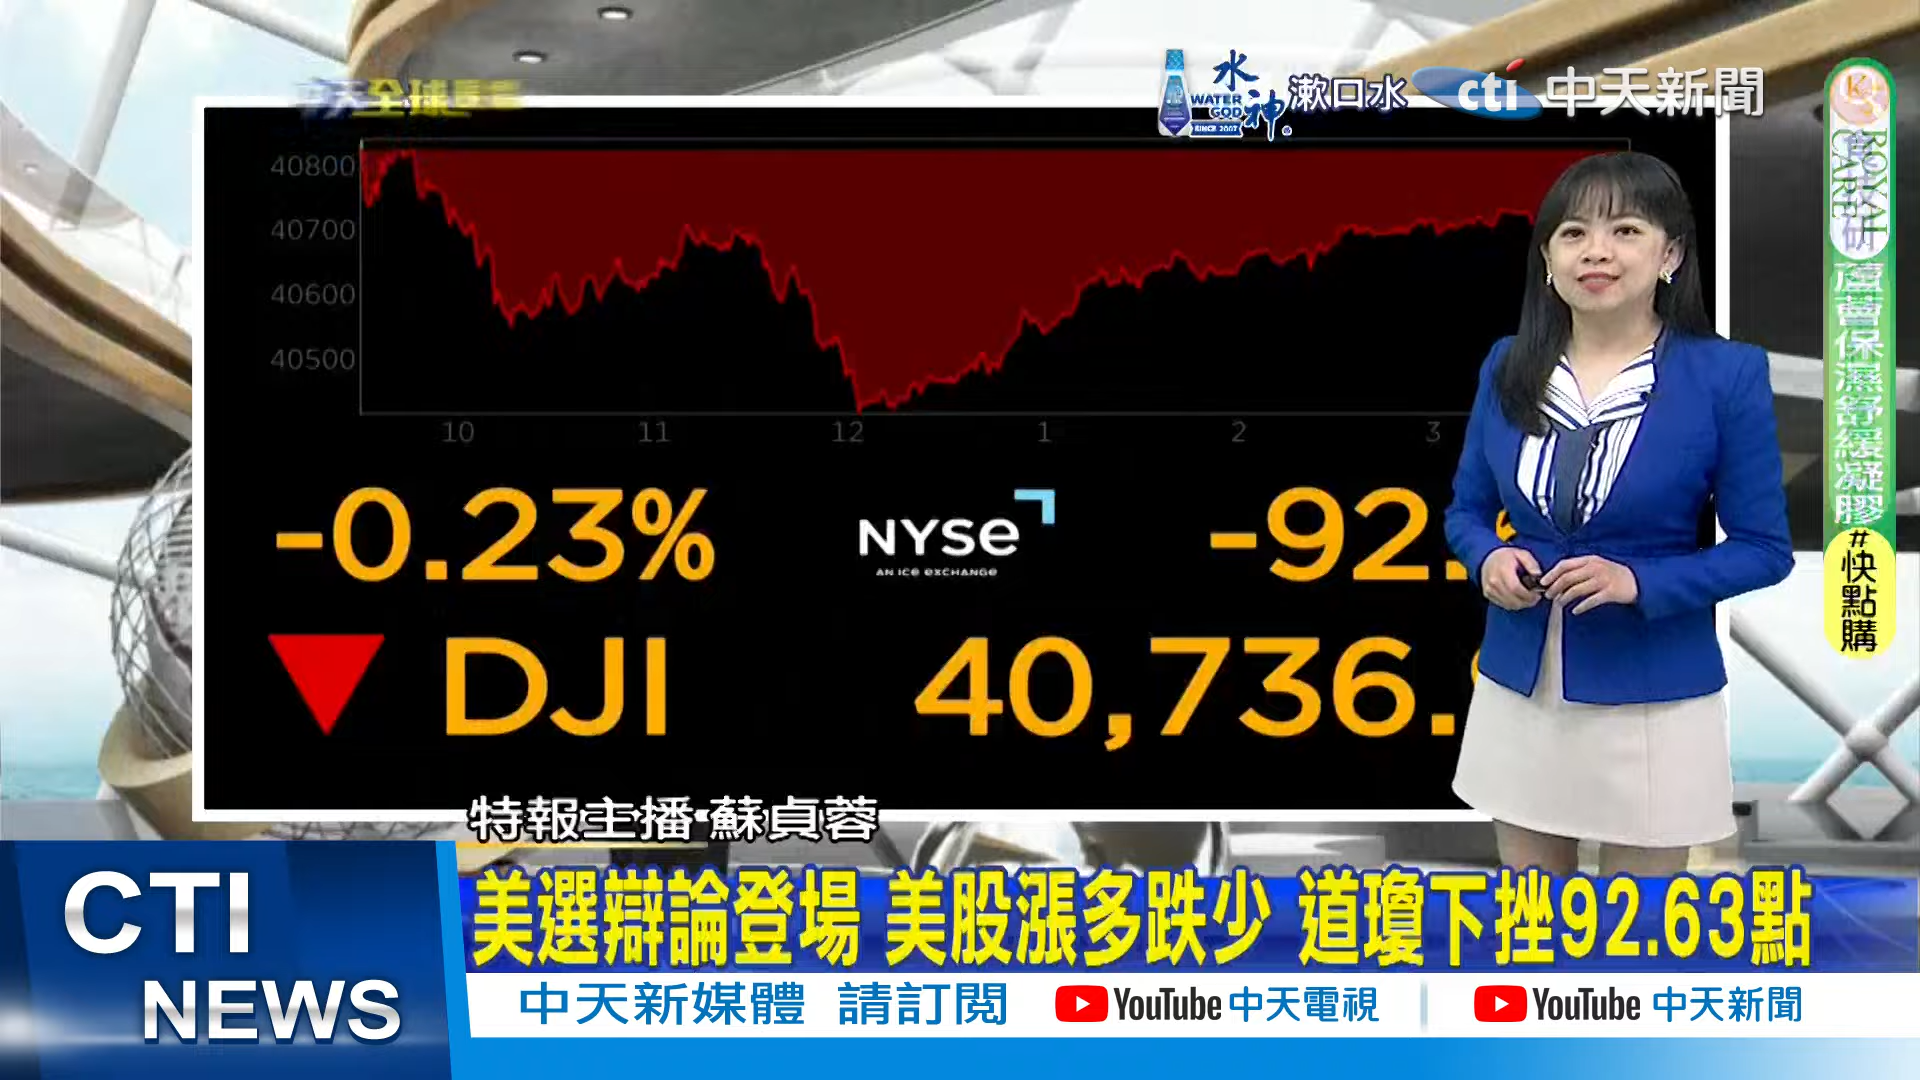 水神
WATER GOD
SINCE 2007
漱口水
cti 中天新聞
40800
40700
40600
40500
10 11 12 1 2 3
-0.23% NYSE -92.
AN ICE EXCHANGE
DJI 40,736.
ROYAL CARE
蘆薈保濕舒緩凝膠
#快點購
特報主播 蘇貞蓉
美選辯論登場 美股漲多跌少 道瓊下挫92.63點
CTI NEWS
中天新媒體 請訂閱 YouTube 中天電視 YouTube 中天新聞